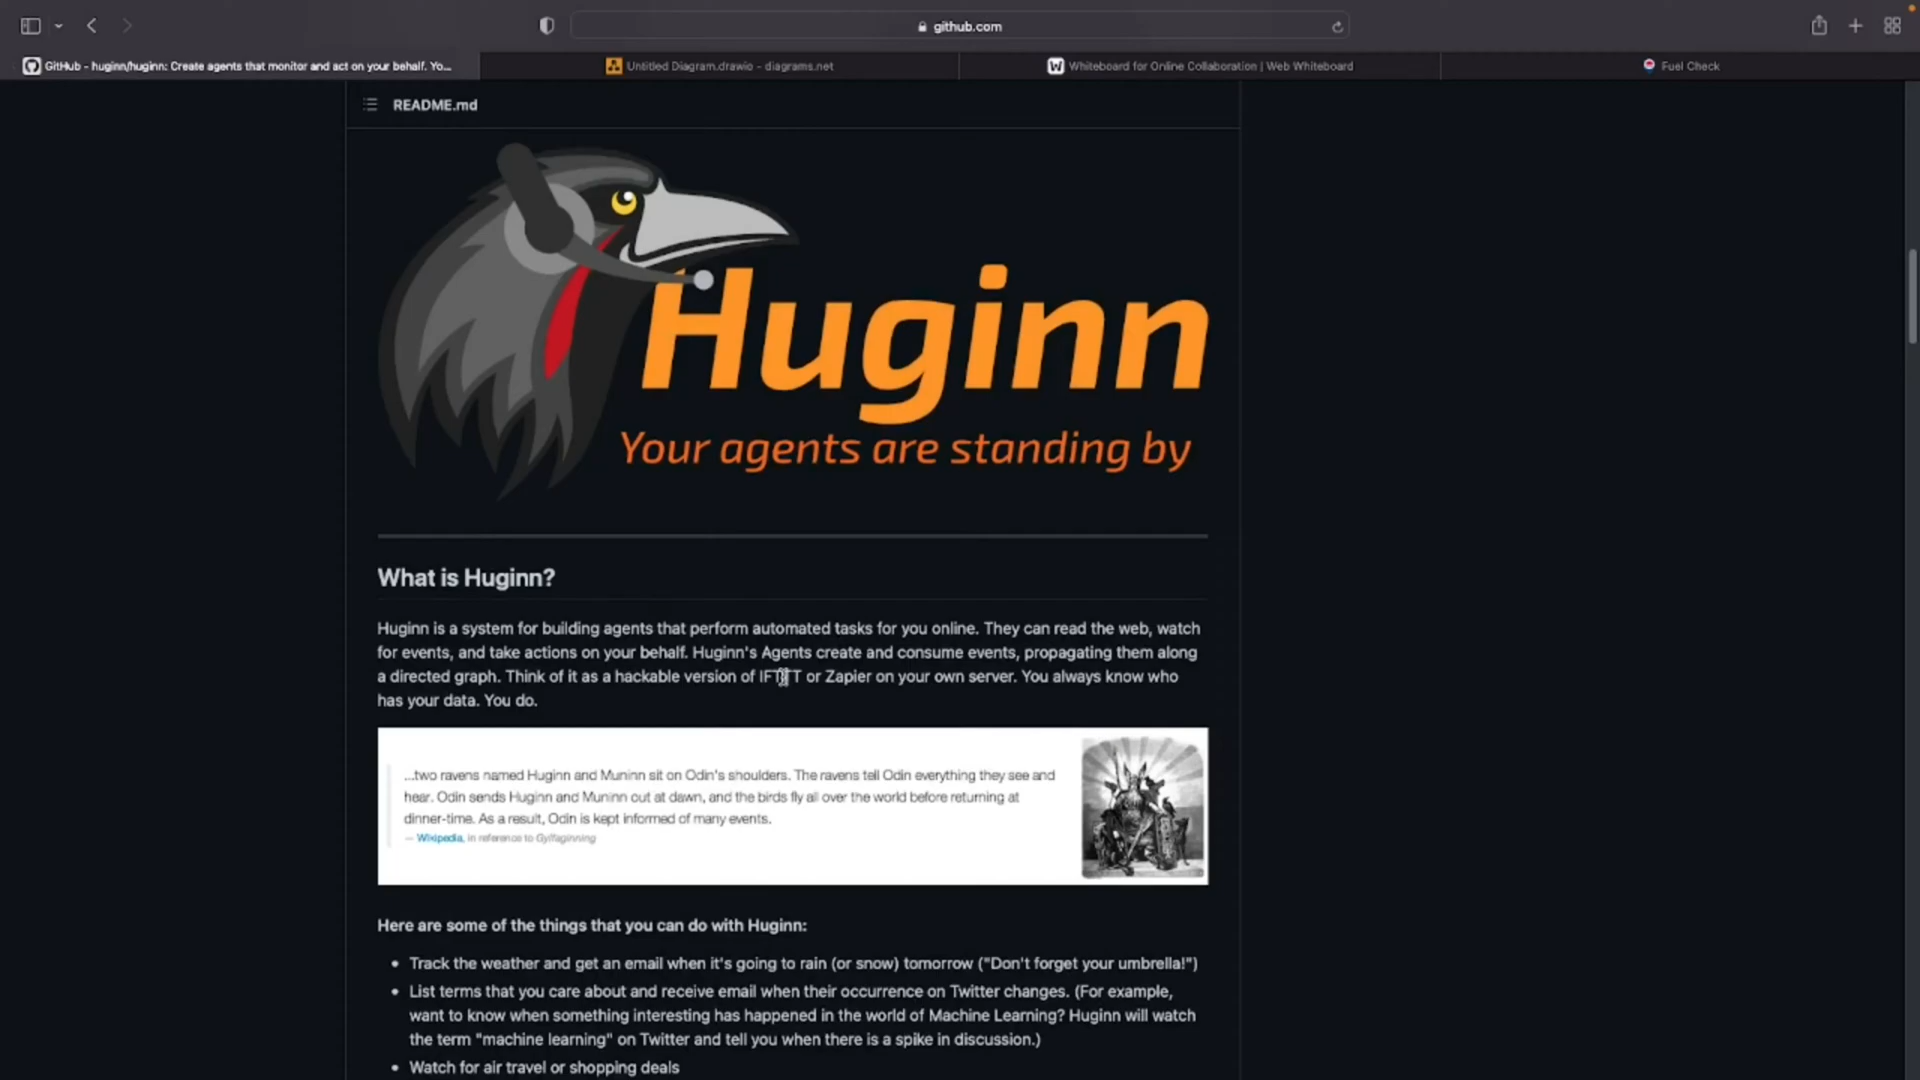 github.com
GitHub - huginn/huginn: Create agents that monitor and act on your behalf. Yo...
Untitled Diagram.drawio - diagrams.net
Whiteboard for Online Collaboration | Web Whiteboard
Fuel Check
README.md
Huginn
Your agents are standing by
What is Huginn?
Huginn is a system for building agents that perform automated tasks for you online. They can read the web, watch
for events, and take actions on your behalf. Huginn's Agents create and consume events, propagating them along
a directed graph. Think of it as a hackable version of IFTTT or Zapier on your own server. You always know who
has your data. You do.
...two ravens named Huginn and Muninn sit on Odin's shoulders. The ravens tell Odin everything they see and
hear. Odin sends Huginn and Muninn out at dawn, and the birds fly all over the world before returning at
dinner-time. As a result, Odin is kept informed of many events.
— Wikipedia, in reference to Gylfaginning
Here are some of the things that you can do with Huginn:
• Track the weather and get an email when it's going to rain (or snow) tomorrow ("Don't forget your umbrella!")
• List terms that you care about and receive email when their occurrence on Twitter changes. (For example,
want to know when something interesting has happened in the world of Machine Learning? Huginn will watch
the term "machine learning" on Twitter and tell you when there is a spike in discussion.)
• Watch for air travel or shopping deals